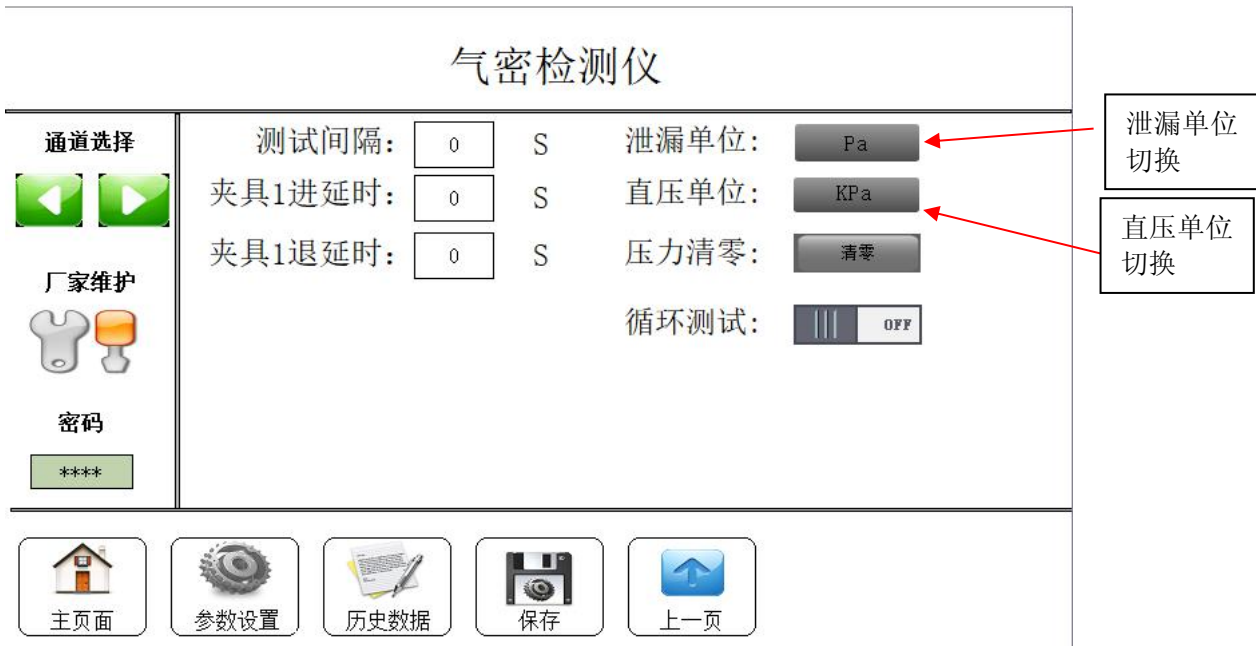 气密检测仪
通道选择
厂家维护
密码
****
测试间隔: 0 S
夹具1进延时: 0 S
夹具1退延时: 0 S
泄漏单位: Pa
直压单位: KPa
压力清零: 清零
循环测试: OFF
泄漏单位
切换
直压单位
切换
主页面
参数设置
历史数据
保存
上一页